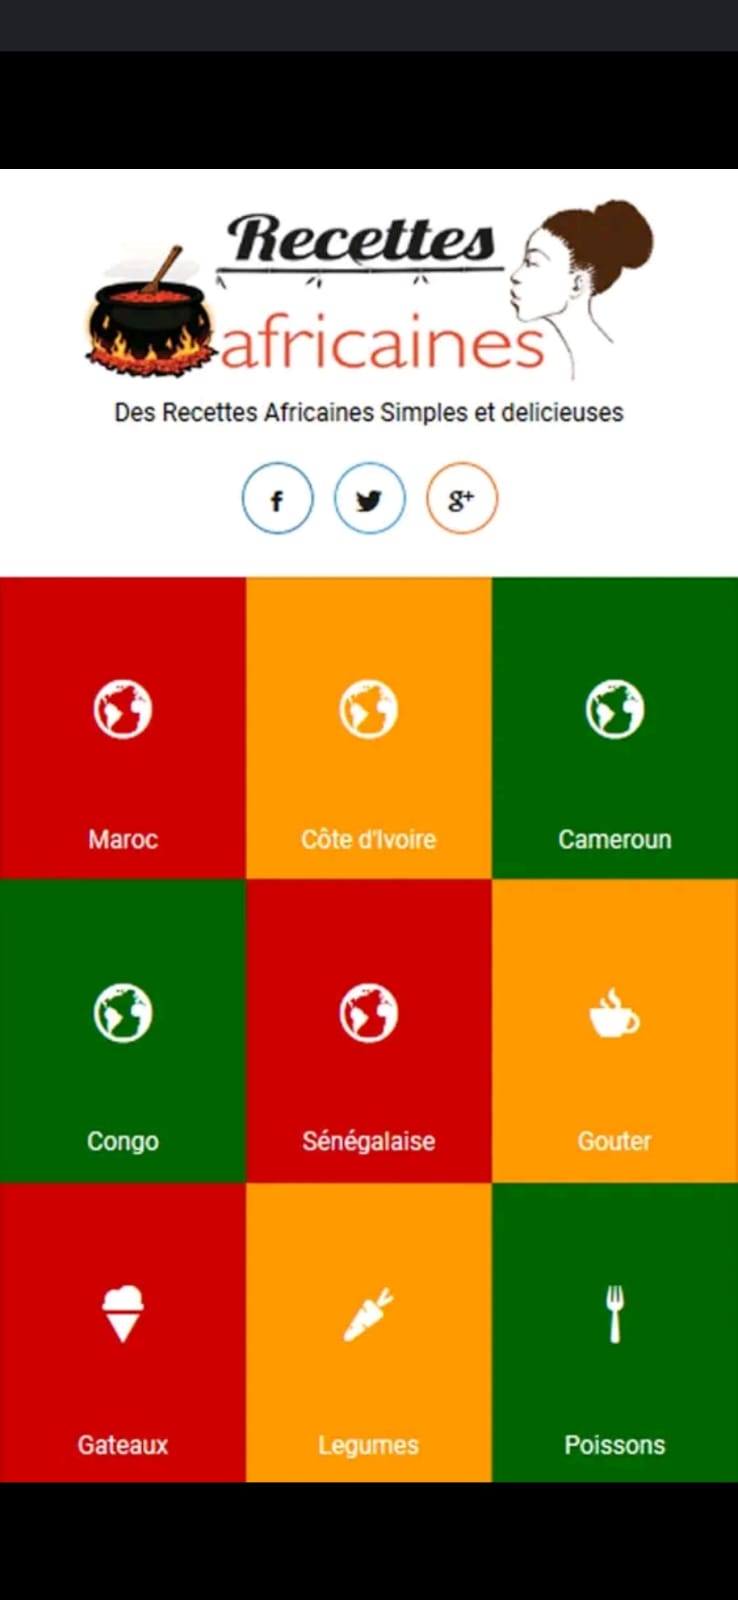 Recettes
africaines
Des Recettes Africaines Simples et delicieuses
f
g+
Maroc
Côte d'Ivoire
Cameroun
Congo
Sénégalaise
Gouter
Gateaux
Legumes
Poissons